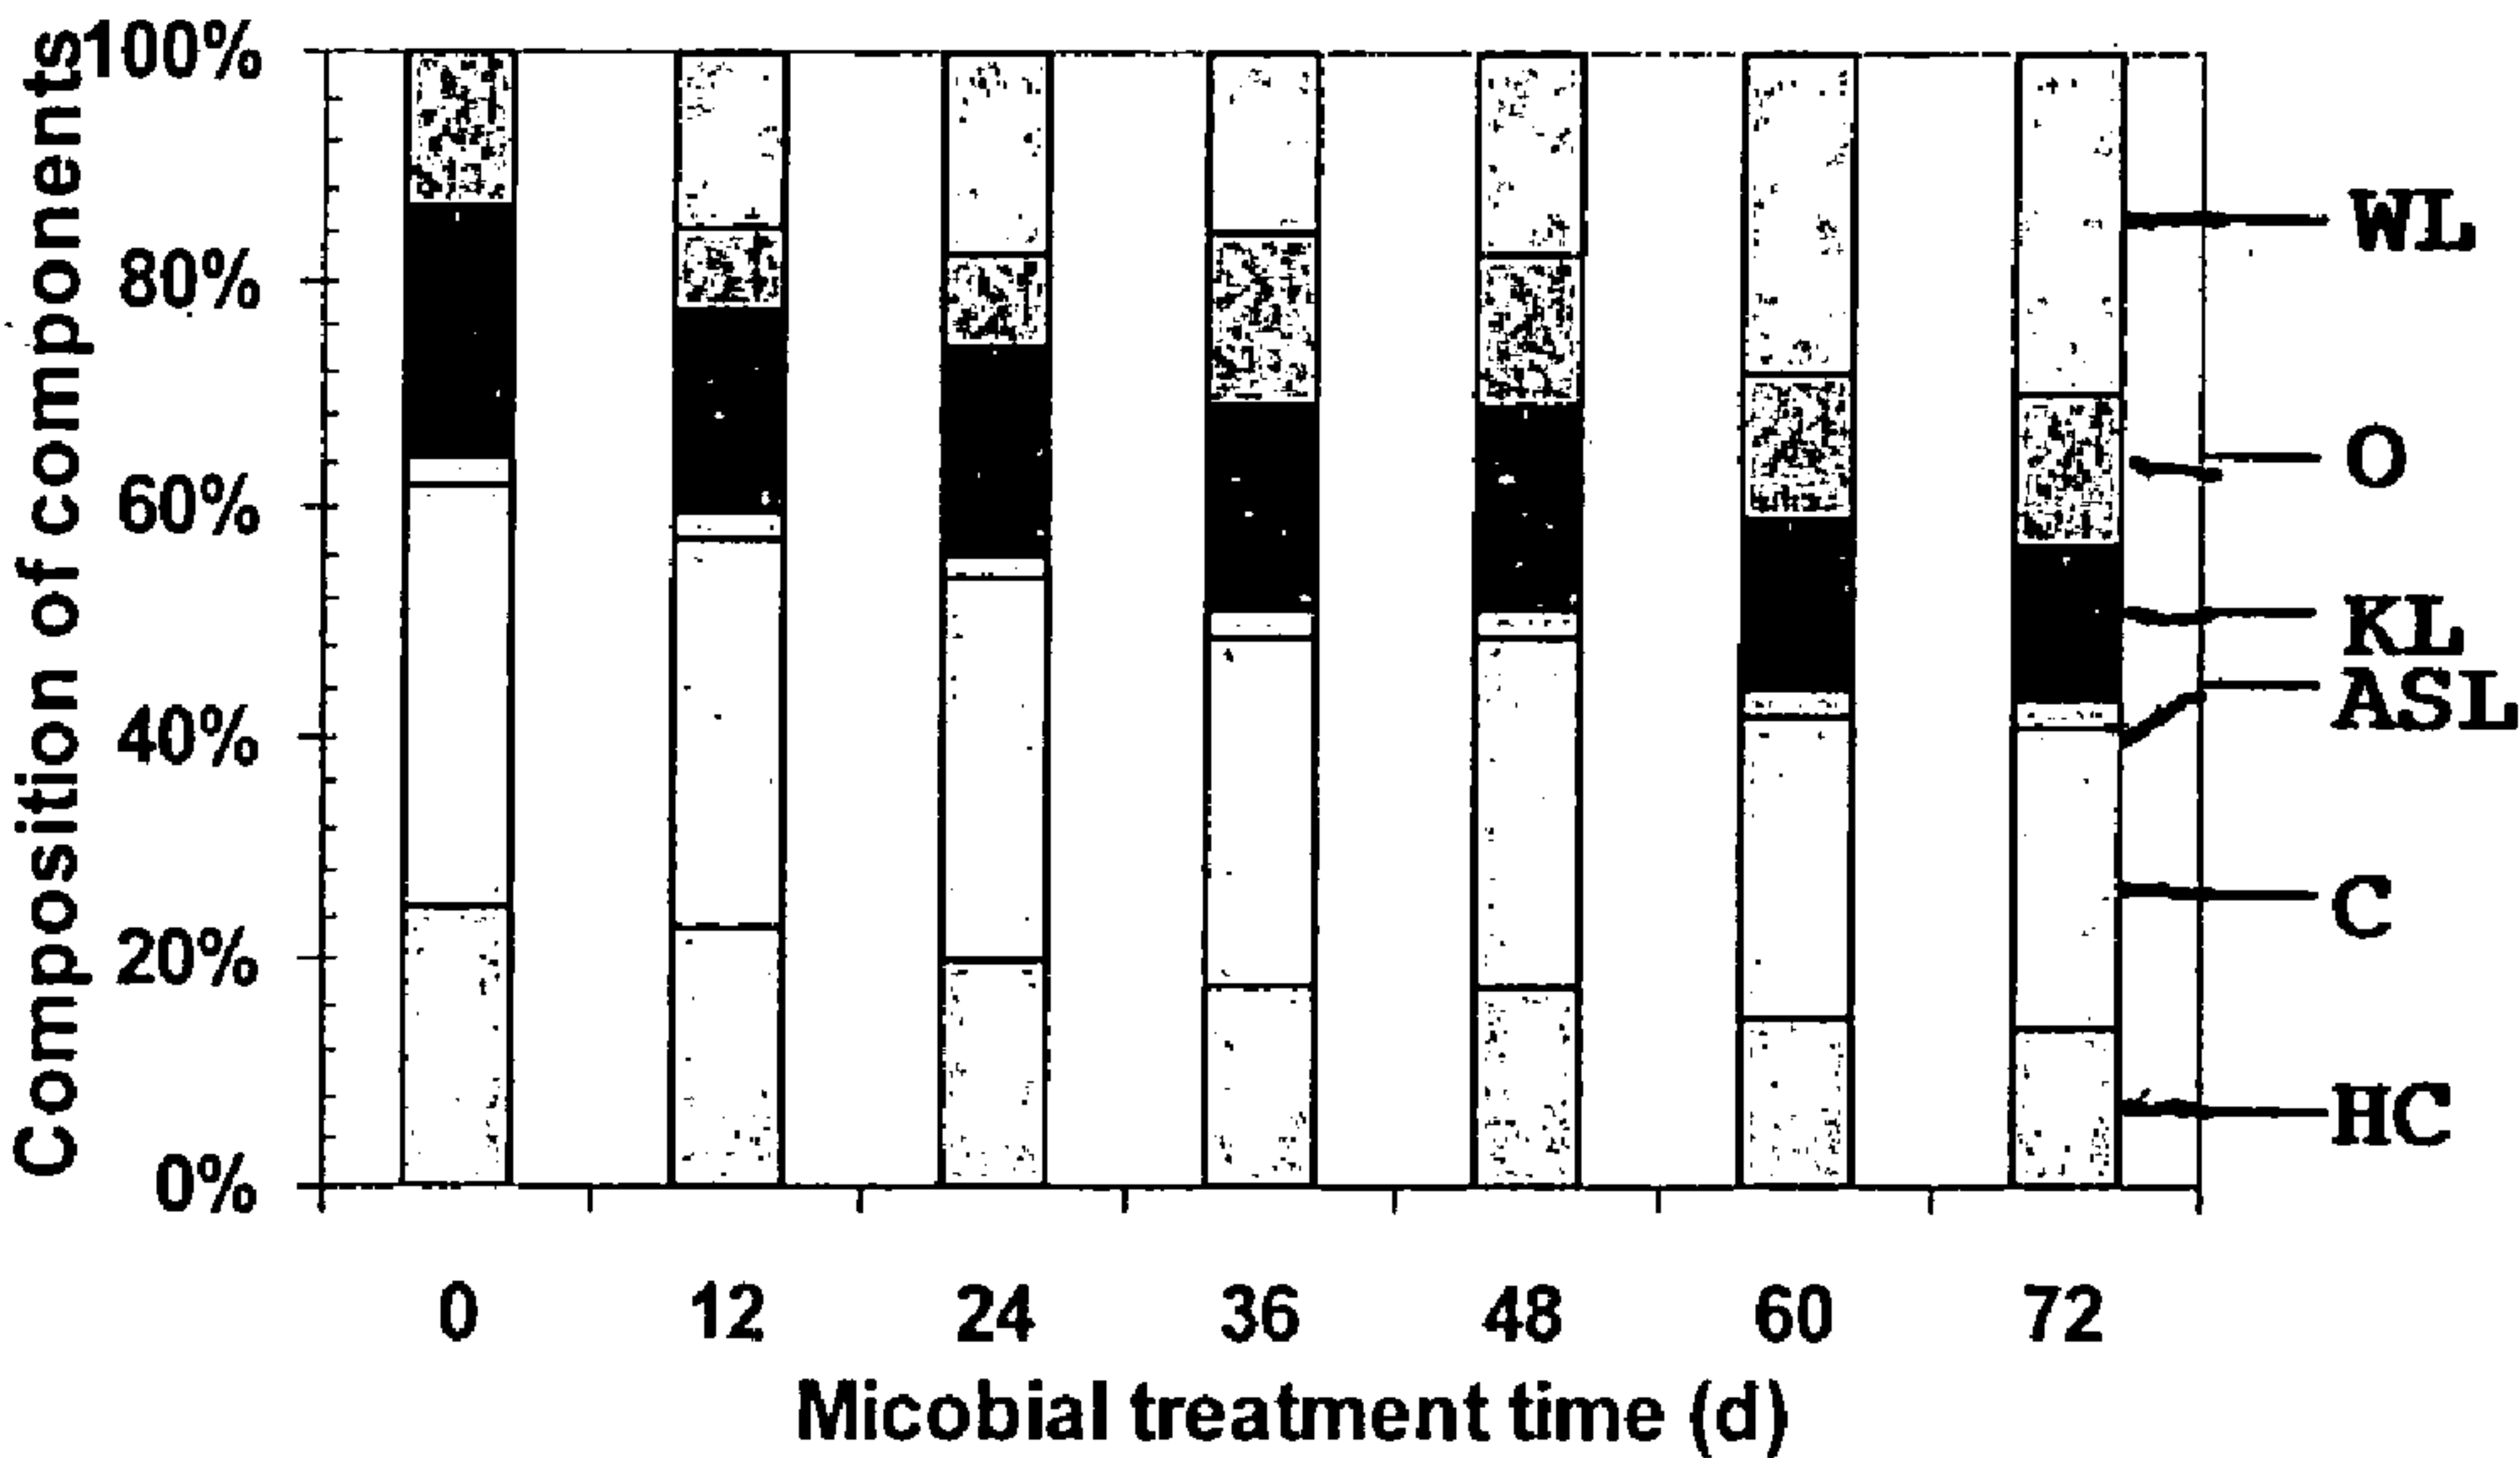 Composition of components
100%
80%
60%
40%
20%
0%
0 12 24 36 48 60 72
Micobial treatment time (d)
WL
O
KL
ASL
C
HC